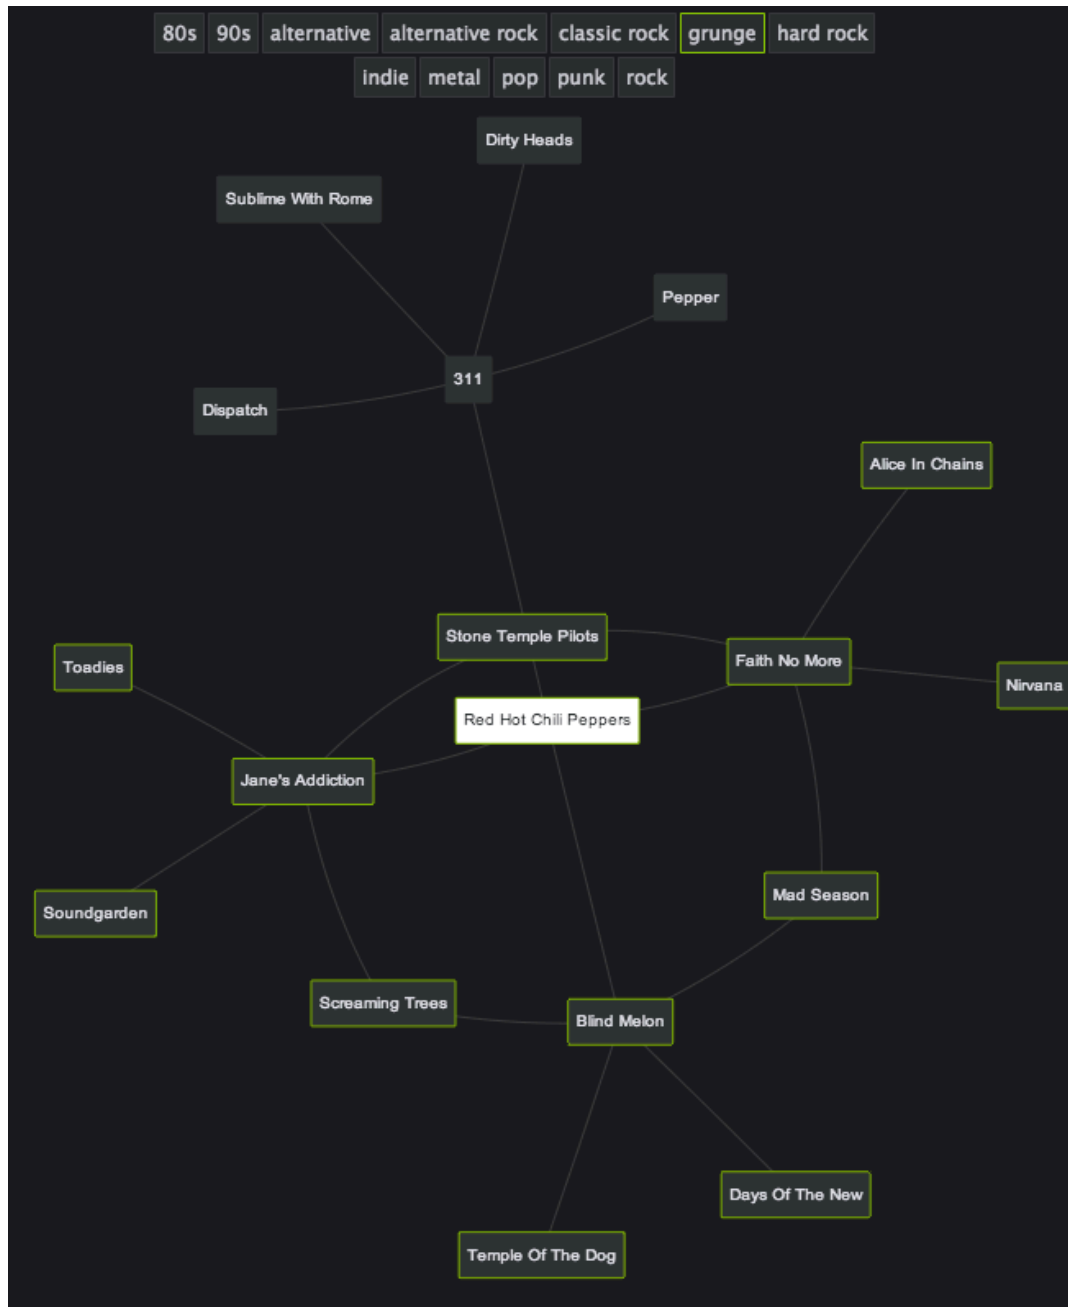 80s 90s alternative alternative rock classic rock grunge hard rock
indie metal pop punk rock
Dirty Heads
Sublime With Rome
Pepper
311
Dispatch
Alice In Chains
Stone Temple Pilots
Faith No More
Toadies
Nirvana
Red Hot Chili Peppers
Jane's Addiction
Mad Season
Soundgarden
Screaming Trees
Blind Melon
Days Of The New
Temple Of The Dog